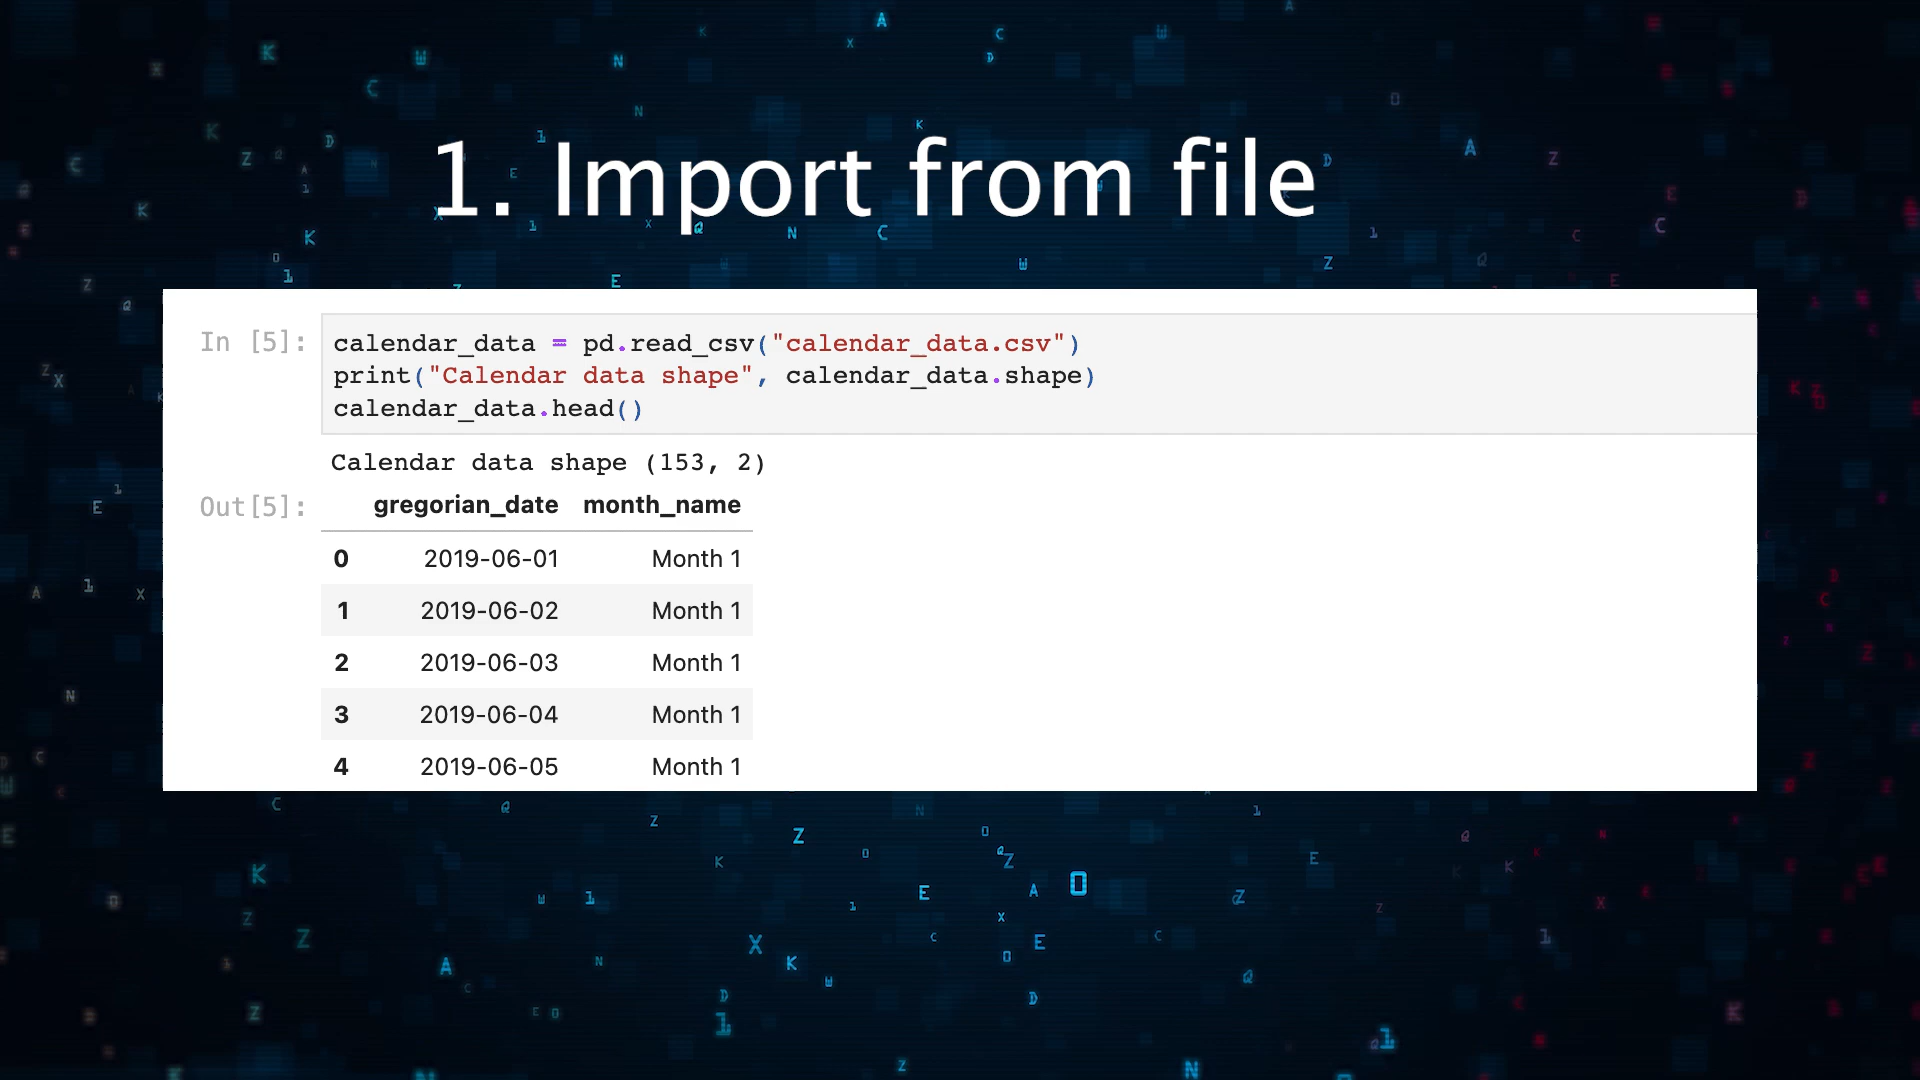 1. Import from file
In [5]: calendar_data = pd.read_csv("calendar_data.csv")
print("Calendar data shape", calendar_data.shape)
calendar_data.head()
Calendar data shape (153, 2)
Out[5]: gregorian_date month_name
0 2019-06-01 Month 1
1 2019-06-02 Month 1
2 2019-06-03 Month 1
3 2019-06-04 Month 1
4 2019-06-05 Month 1